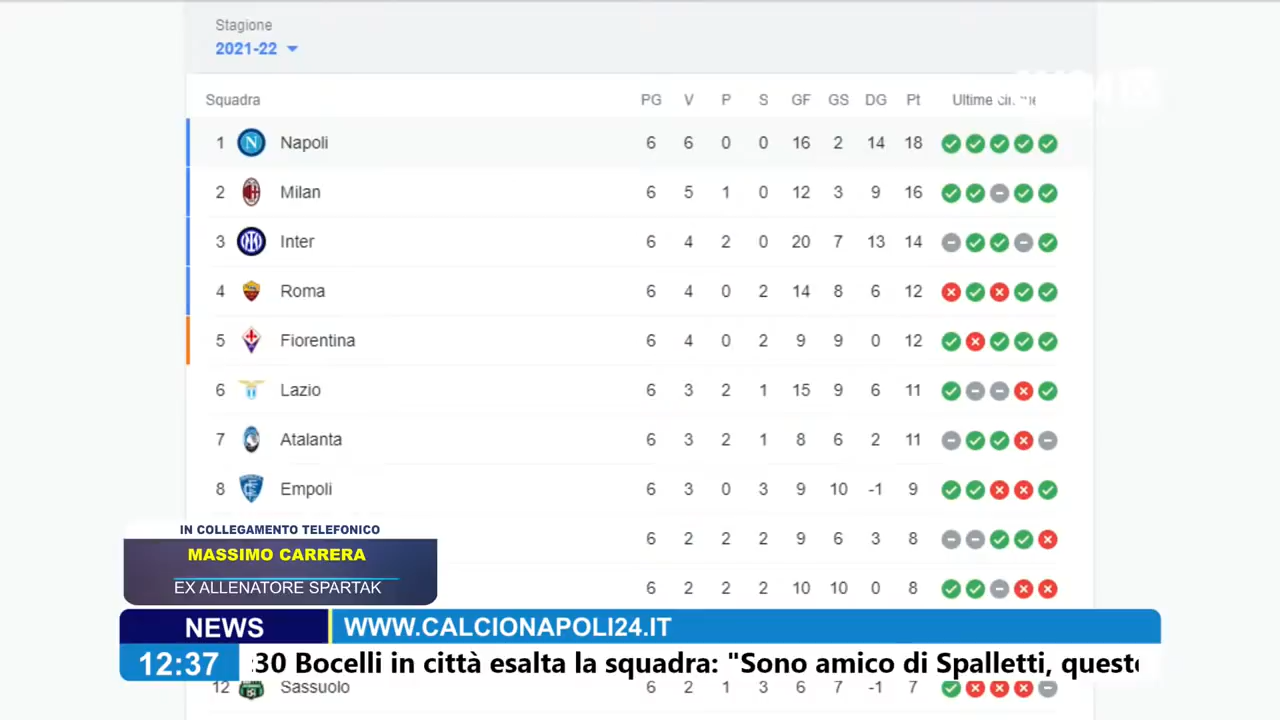 Stagione
2021-22
Squadra PG V P S GF GS DG Pt Ultime
1 Napoli 6 6 0 0 16 2 14 18
2 Milan 6 5 1 0 12 3 9 16
3 Inter 6 4 2 0 20 7 13 14
4 Roma 6 4 0 2 14 8 6 12
5 Fiorentina 6 4 0 2 9 9 0 12
6 Lazio 6 3 2 1 15 9 6 11
7 Atalanta 6 3 2 1 8 6 2 11
8 Empoli 6 3 0 3 9 10 -1 9
IN COLLEGAMENTO TELEFONICO
6 2 2 2 9 6 3 8
MASSIMO CARRERA
EX ALLENATORE SPARTAK
6 2 2 2 10 10 0 8
NEWS WWW.CALCIONAPOLI24.IT
12:37 :30 Bocelli in città esalta la squadra: "Sono amico di Spalletti, questo
12 Sassuolo 6 2 1 3 6 7 -1 7